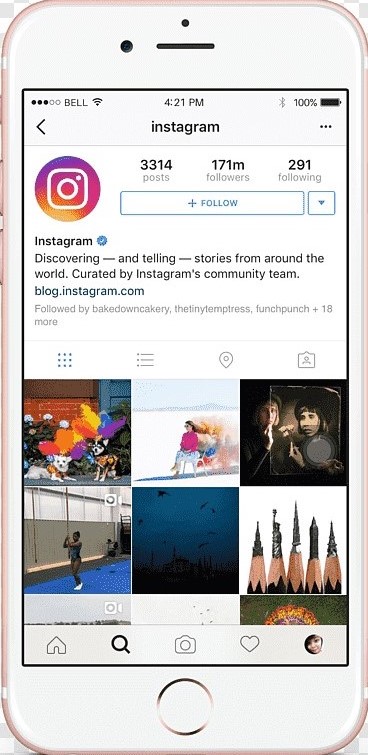 BELL 4:21 PM 100%
instagram
3314 171m 291
posts followers following
+ FOLLOW
Instagram
Discovering — and telling — stories from around the
world. Curated by Instagram's community team.
blog.instagram.com
Followed by bakedowncakery, thetinytemptress, funchpunch + 18
more